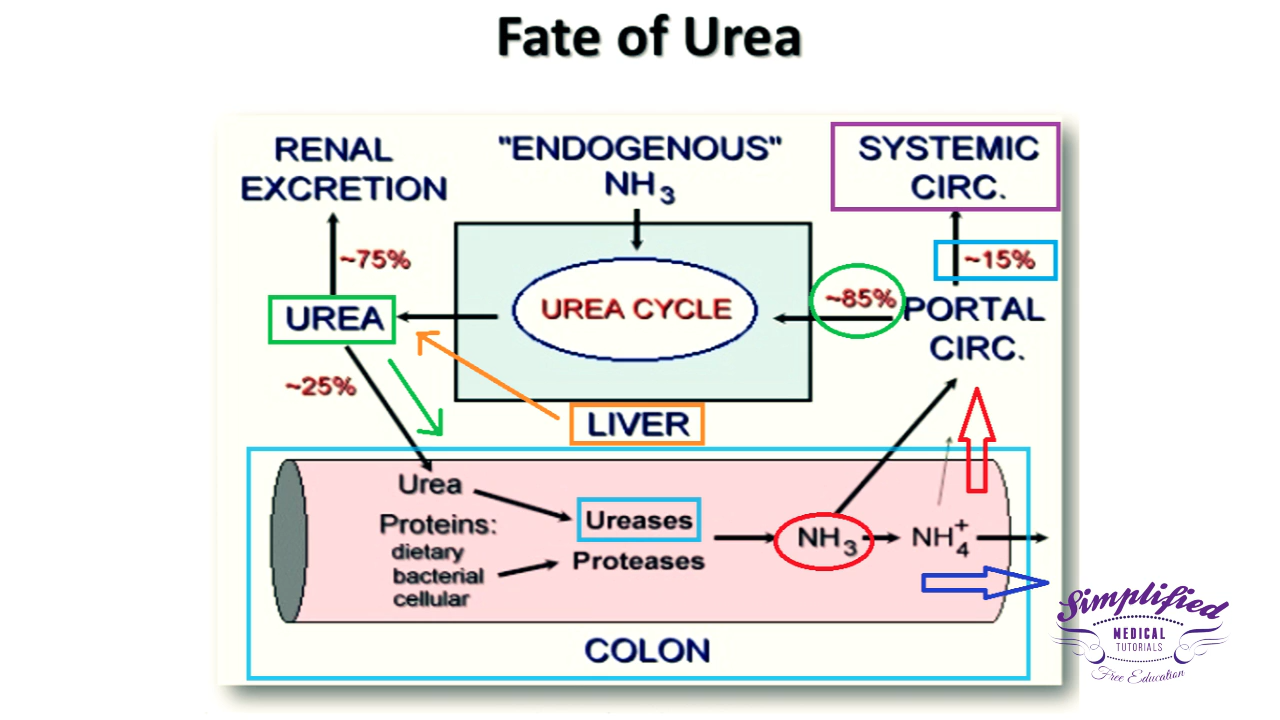 Fate of Urea
RENAL
EXCRETION
"ENDOGENOUS"
NH3
SYSTEMIC
CIRC.
~75%
~15%
UREA
UREA CYCLE
~85%
PORTAL
CIRC.
~25%
LIVER
Urea
Proteins:
dietary
bacterial
cellular
Ureases
Proteases
NH3
NH4+
COLON
Simplified
MEDICAL
TUTORIALS
Free Education